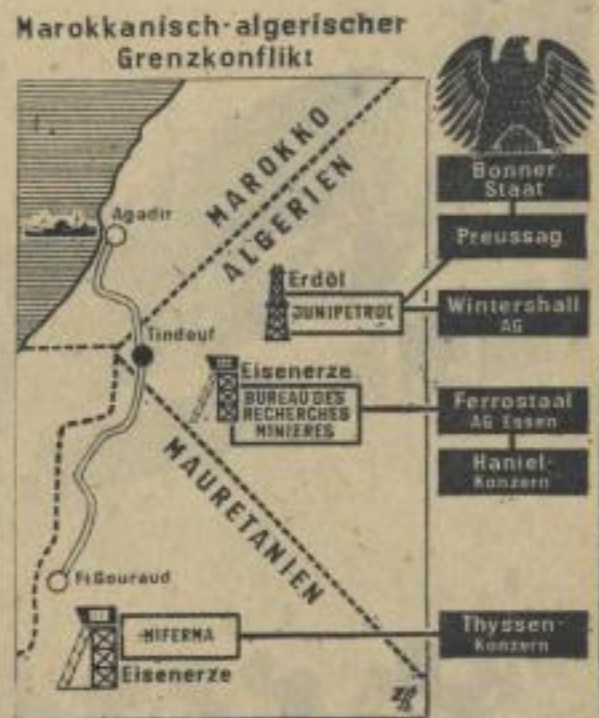 Marokkanisch-algerischer
Grenzkonflikt
MAROKKO
ALGERIEN
Agadir
Tindouf
MAURETANIEN
Ft.Gouraud
Erdöl
JUNIPETROL
Eisenerze
BUREAU DES
RECHERCHES
MINIERES
MIFERMA
Eisenerze
Bonner
Staat
Preussag
Wintershall
AG
Ferrostaal
AG Essen
Haniel-
Konzern
Thyssen-
Konzern